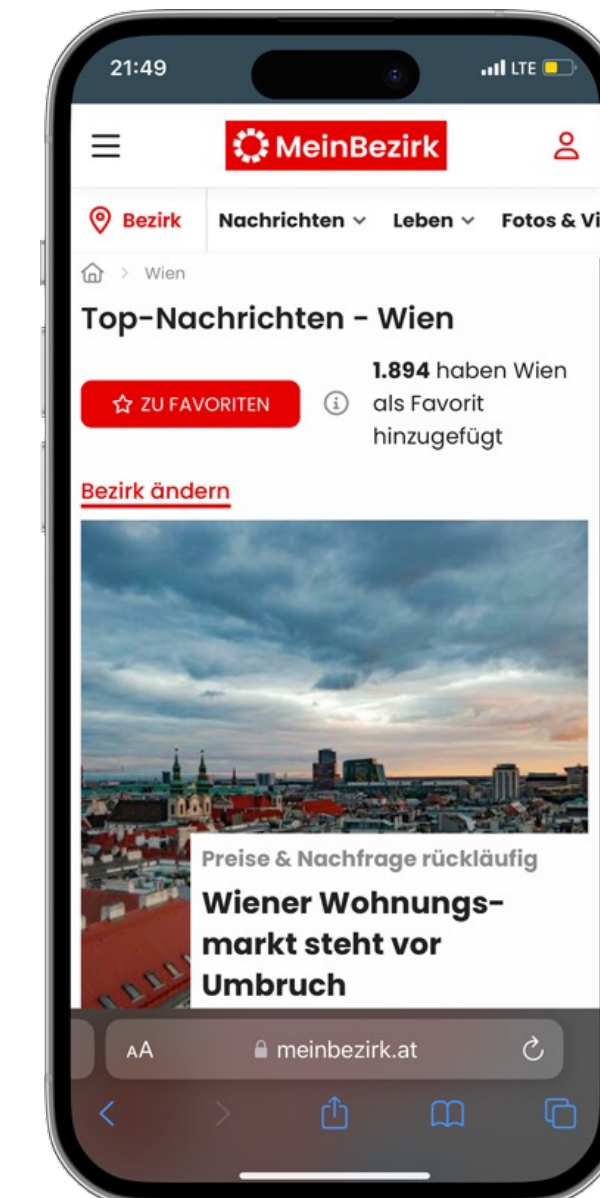 21:49
LTE
MeinBezirk
Bezirk Nachrichten Leben Fotos & Vi
Wien
Top-Nachrichten - Wien
1.894 haben Wien
als Favorit
hinzugefügt
ZU FAVORITEN
Bezirk ändern
Preise & Nachfrage rückläufig
Wiener Wohnungs-
markt steht vor
Umbruch
AA meinbezirk.at